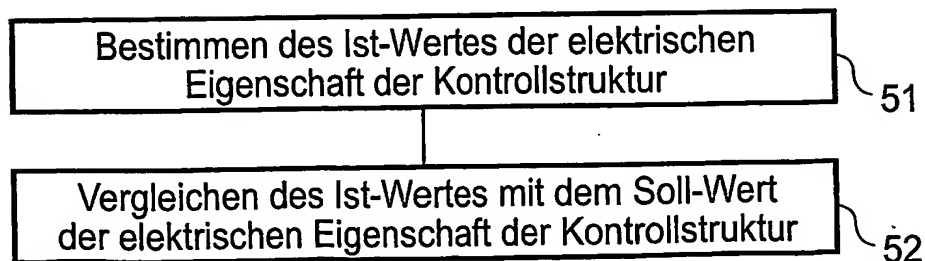 Bestimmen des Ist-Wertes der elektrischen
Eigenschaft der Kontrollstruktur
51
Vergleichen des Ist-Wertes mit dem Soll-Wert
der elektrischen Eigenschaft der Kontrollstruktur
52